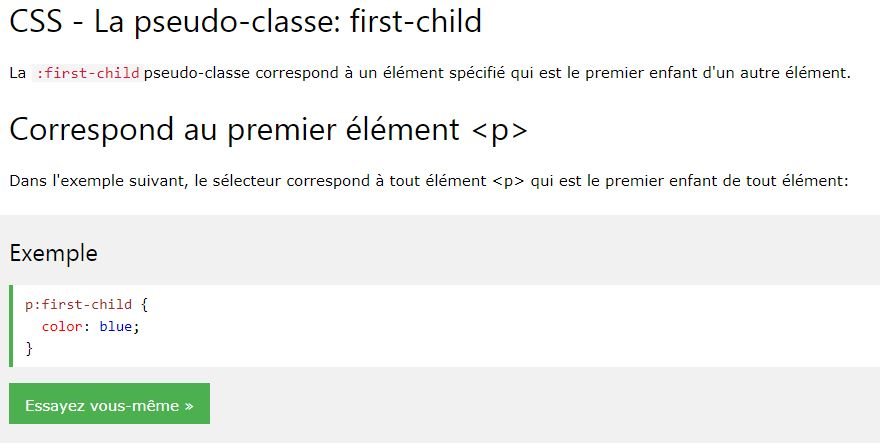 CSS - La pseudo-classe: first-child
La :first-child pseudo-classe correspond à un élément spécifié qui est le premier enfant d'un autre élément.
Correspond au premier élément <p>
Dans l'exemple suivant, le sélecteur correspond à tout élément <p> qui est le premier enfant de tout élément:
Exemple
p:first-child {
  color: blue;
}
Essayez vous-même »